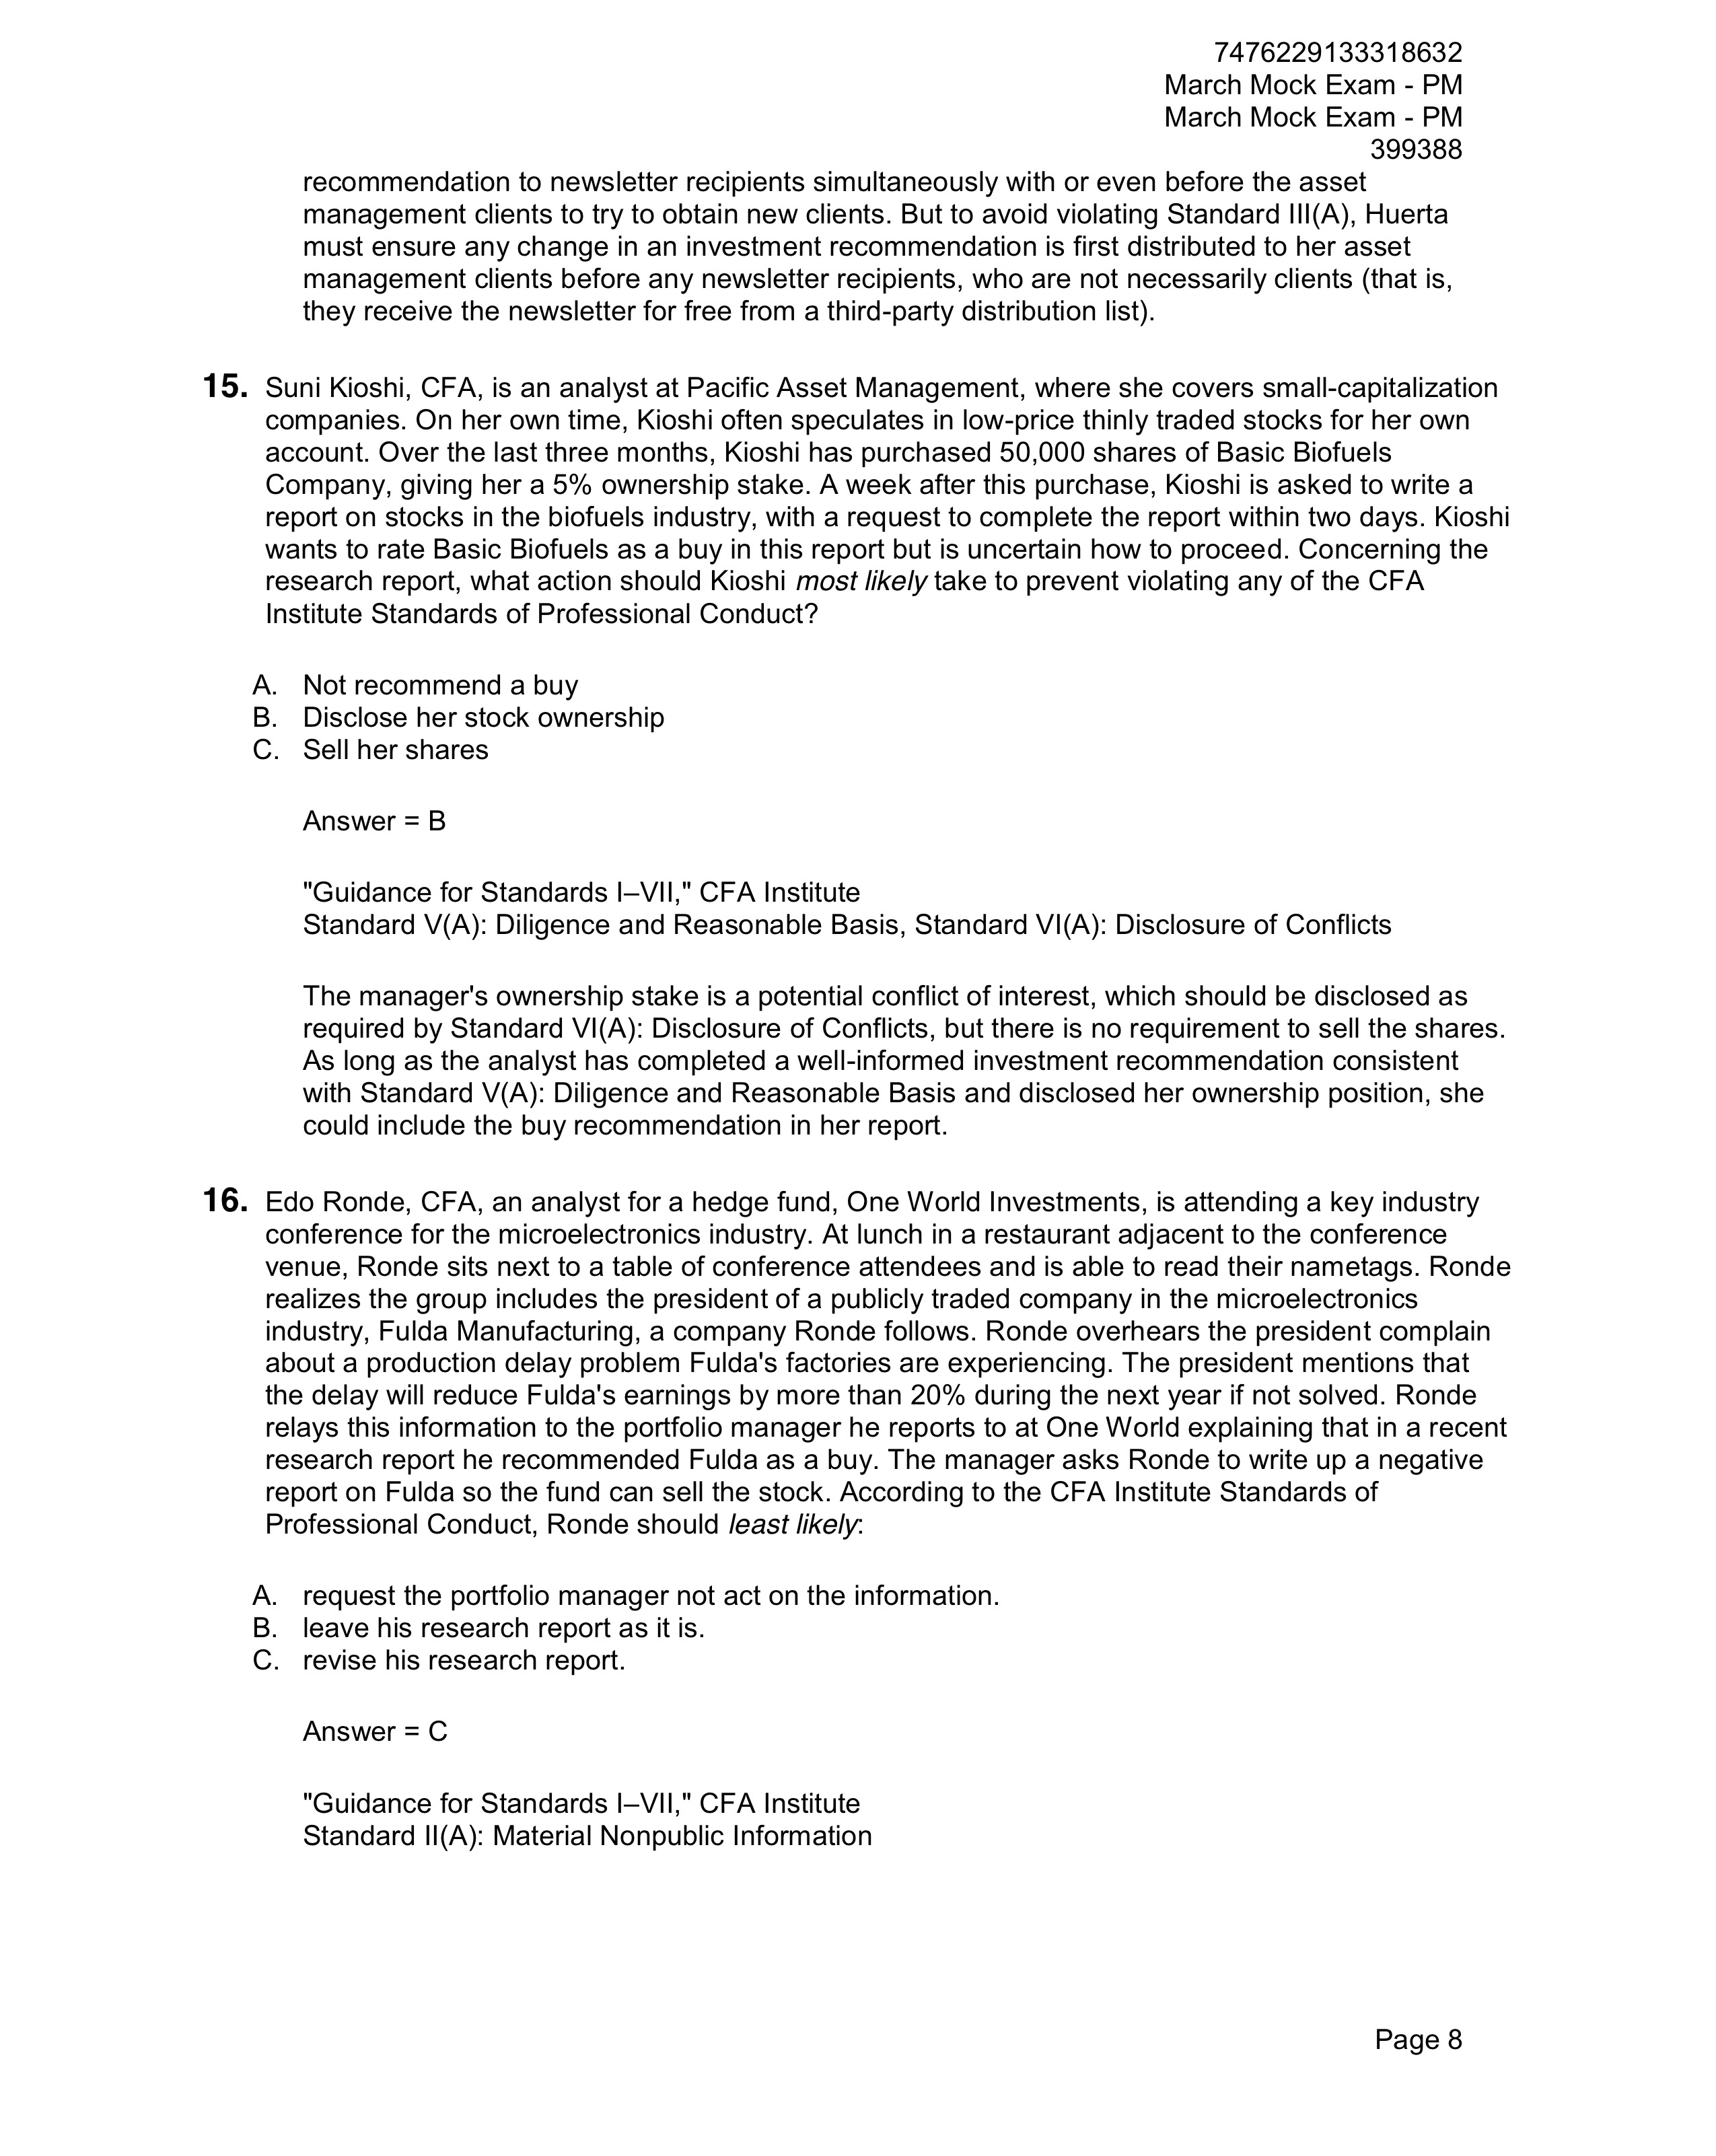 7476229133318632
March Mock Exam - PM
March Mock Exam - PM
399388
recommendation to newsletter recipients simultaneously with or even before the asset
management clients to try to obtain new clients. But to avoid violating Standard III(A), Huerta
must ensure any change in an investment recommendation is first distributed to her asset
management clients before any newsletter recipients, who are not necessarily clients (that is,
they receive the newsletter for free from a third-party distribution list).
15. Suni Kioshi, CFA, is an analyst at Pacific Asset Management, where she covers small-capitalization
companies. On her own time, Kioshi often speculates in low-price thinly traded stocks for her own
account. Over the last three months, Kioshi has purchased 50,000 shares of Basic Biofuels
Company, giving her a 5% ownership stake. A week after this purchase, Kioshi is asked to write a
report on stocks in the biofuels industry, with a request to complete the report within two days. Kioshi
wants to rate Basic Biofuels as a buy in this report but is uncertain how to proceed. Concerning the
research report, what action should Kioshi most likely take to prevent violating any of the CFA
Institute Standards of Professional Conduct?
A. Not recommend a buy
B. Disclose her stock ownership
C. Sell her shares
Answer = B
"Guidance for Standards I–VII," CFA Institute
Standard V(A): Diligence and Reasonable Basis, Standard VI(A): Disclosure of Conflicts
The manager's ownership stake is a potential conflict of interest, which should be disclosed as
required by Standard VI(A): Disclosure of Conflicts, but there is no requirement to sell the shares.
As long as the analyst has completed a well-informed investment recommendation consistent
with Standard V(A): Diligence and Reasonable Basis and disclosed her ownership position, she
could include the buy recommendation in her report.
16. Edo Ronde, CFA, an analyst for a hedge fund, One World Investments, is attending a key industry
conference for the microelectronics industry. At lunch in a restaurant adjacent to the conference
venue, Ronde sits next to a table of conference attendees and is able to read their nametags. Ronde
realizes the group includes the president of a publicly traded company in the microelectronics
industry, Fulda Manufacturing, a company Ronde follows. Ronde overhears the president complain
about a production delay problem Fulda's factories are experiencing. The president mentions that
the delay will reduce Fulda's earnings by more than 20% during the next year if not solved. Ronde
relays this information to the portfolio manager he reports to at One World explaining that in a recent
research report he recommended Fulda as a buy. The manager asks Ronde to write up a negative
report on Fulda so the fund can sell the stock. According to the CFA Institute Standards of
Professional Conduct, Ronde should least likely:
A. request the portfolio manager not act on the information.
B. leave his research report as it is.
C. revise his research report.
Answer = C
"Guidance for Standards I–VII," CFA Institute
Standard II(A): Material Nonpublic Information
Page 8